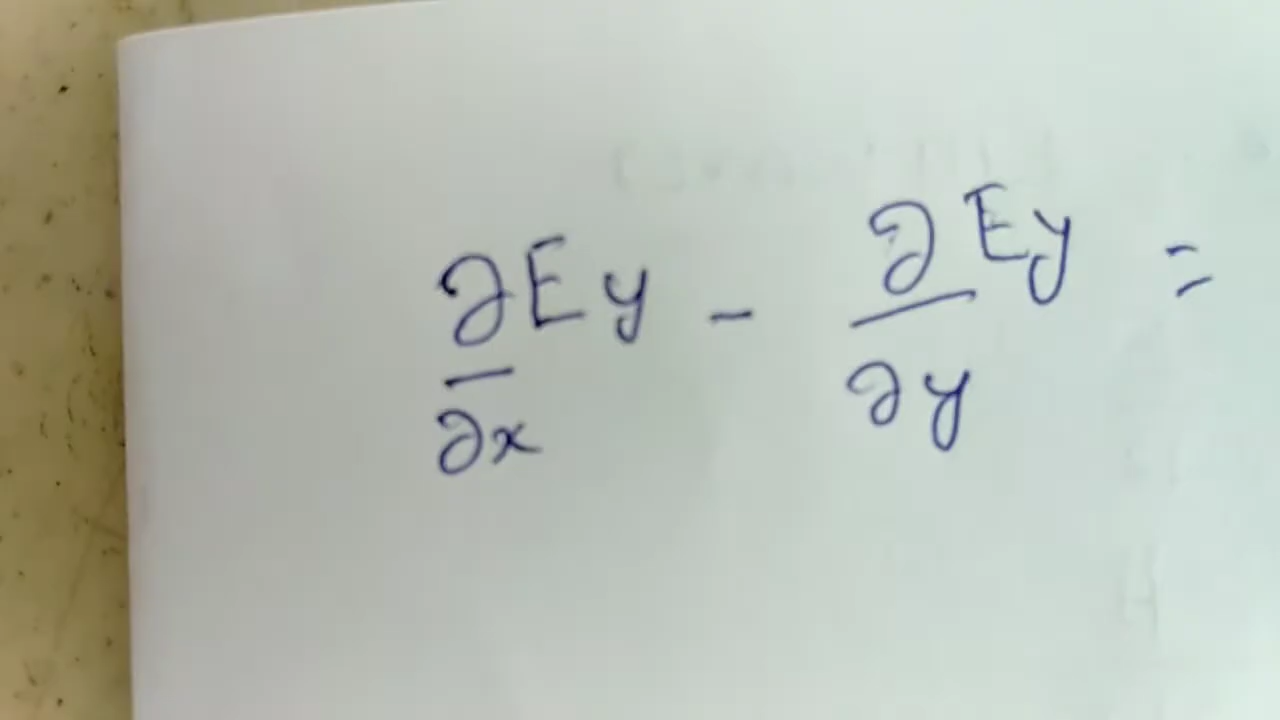 ∂Ey/∂x - ∂Ey/∂y =